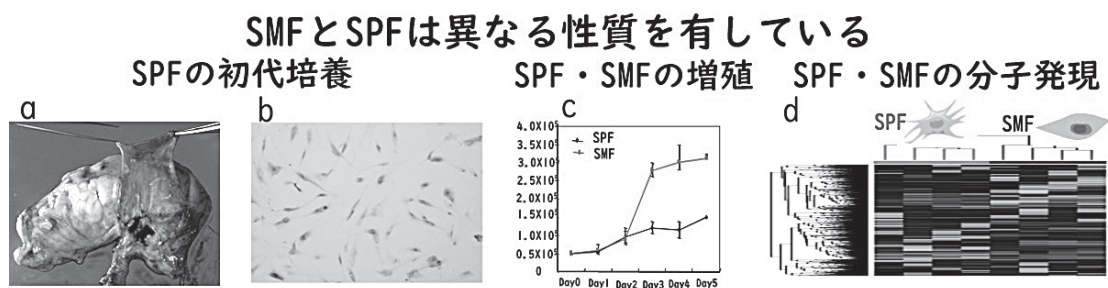 SMFとSPFは異なる性質を有している
SPFの初代培養
SPF・SMFの増殖
SPF・SMFの分子発現
a
b
c
d
4.0X10⁵
3.5X10⁵
3.0X10⁵
2.5X10⁵
2.0X10⁵
1.5X10⁵
1.0X10⁵
0.5X10⁵
0
SPF
SMF
Day0 Day1 Day2 Day3 Day4 Day5
SPF
SMF